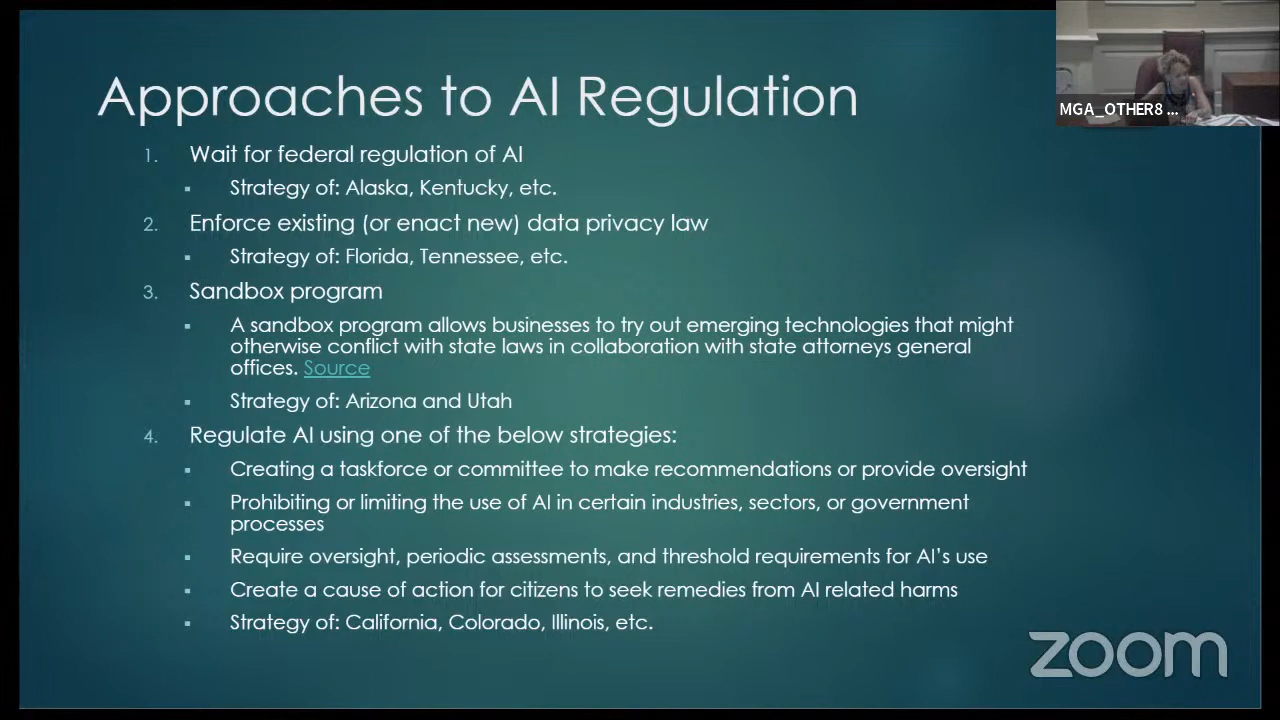 Approaches to AI Regulation
MGA_OTHER8 ...
1. Wait for federal regulation of AI
▪ Strategy of: Alaska, Kentucky, etc.
2. Enforce existing (or enact new) data privacy law
▪ Strategy of: Florida, Tennessee, etc.
3. Sandbox program
▪ A sandbox program allows businesses to try out emerging technologies that might
otherwise conflict with state laws in collaboration with state attorneys general
offices. Source
▪ Strategy of: Arizona and Utah
4. Regulate AI using one of the below strategies:
▪ Creating a taskforce or committee to make recommendations or provide oversight
▪ Prohibiting or limiting the use of AI in certain industries, sectors, or government
processes
▪ Require oversight, periodic assessments, and threshold requirements for AI's use
▪ Create a cause of action for citizens to seek remedies from AI related harms
▪ Strategy of: California, Colorado, Illinois, etc.
zoom